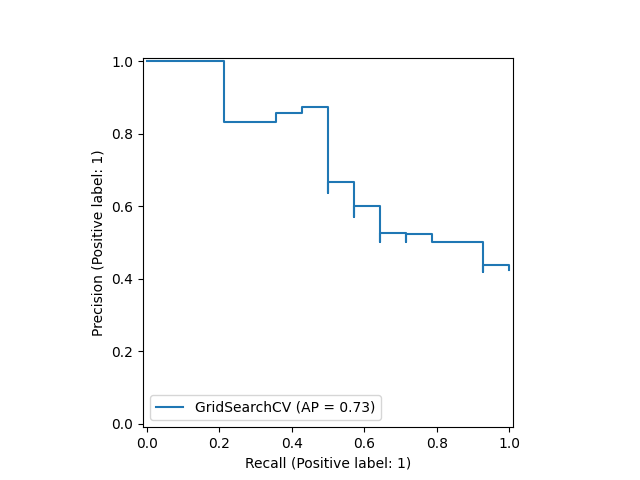 Precision (Positive label: 1)
1.0
0.8
0.6
0.4
0.2
0.0
GridSearchCV (AP = 0.73)
0.0 0.2 0.4 0.6 0.8 1.0
Recall (Positive label: 1)